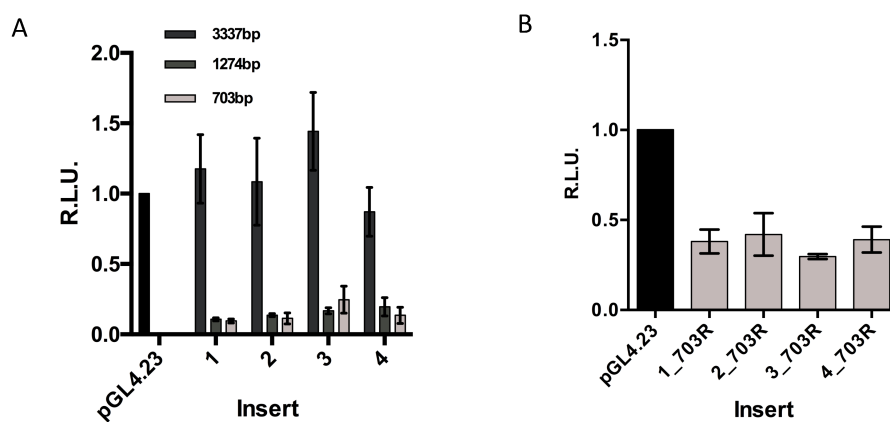 A
3337bp
1274bp
703bp
2.0
1.5
1.0
0.5
0.0
R.L.U.
pGL4.23
1
2
3
4
Insert
B
1.5
1.0
0.5
0.0
R.L.U.
pGL4.23
1_703R
2_703R
3_703R
4_703R
Insert